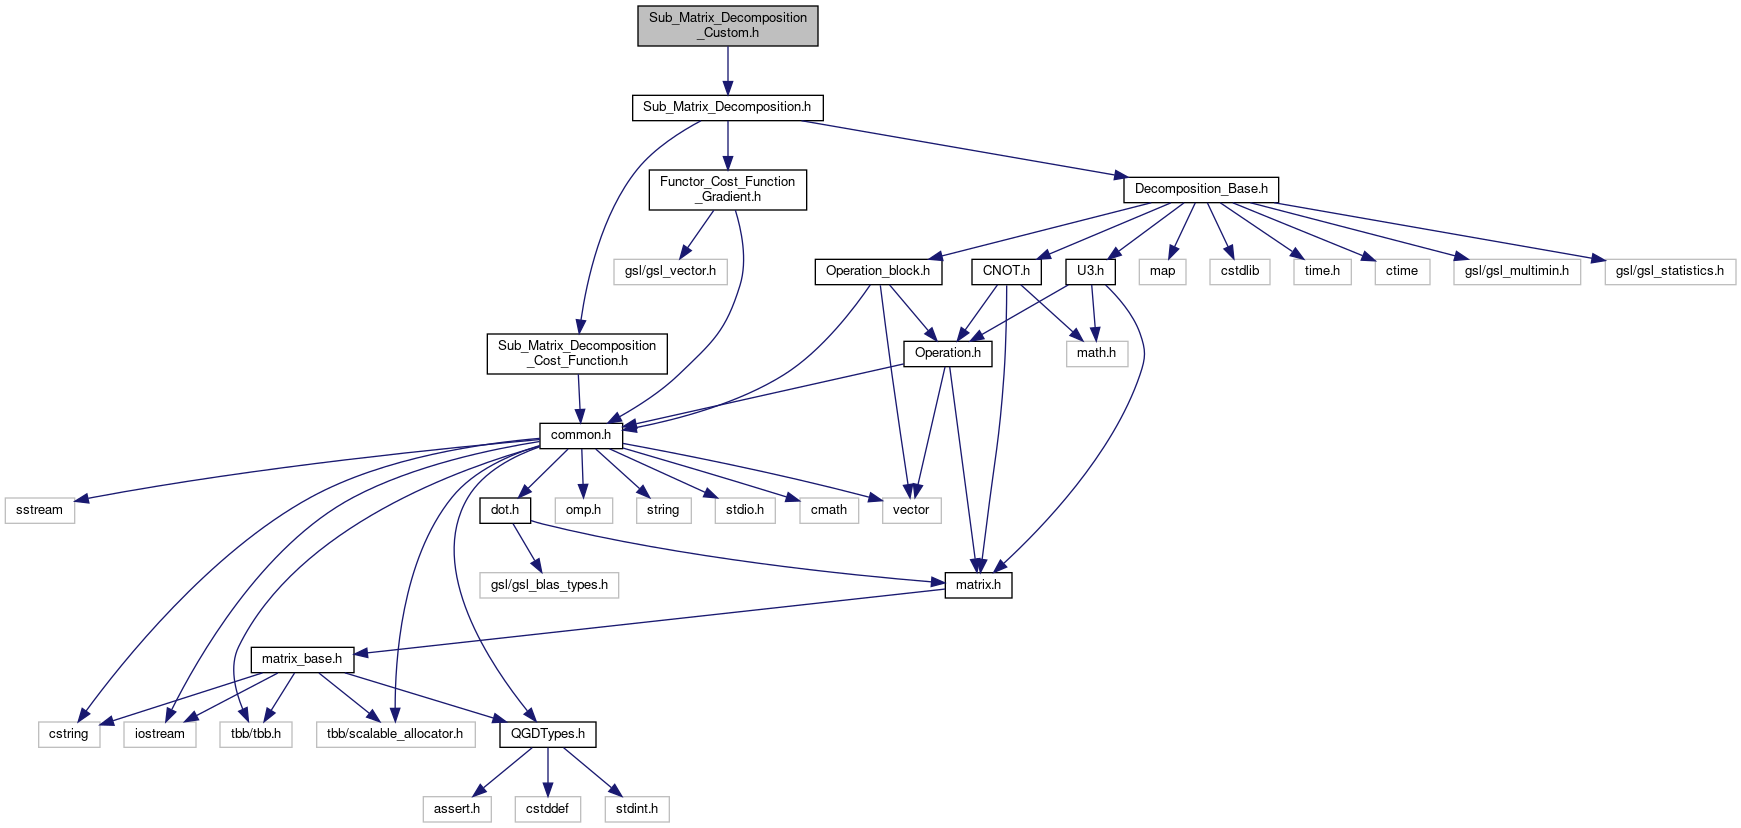 Sub_Matrix_Decomposition
_Custom.h
Sub_Matrix_Decomposition.h
Functor_Cost_Function
_Gradient.h
Decomposition_Base.h
gsl/gsl_vector.h
Operation_block.h
CNOT.h
U3.h
map
cstdlib
time.h
ctime
gsl/gsl_multimin.h
gsl/gsl_statistics.h
Sub_Matrix_Decomposition
_Cost_Function.h
Operation.h
math.h
common.h
sstream
dot.h
omp.h
string
stdio.h
cmath
vector
gsl/gsl_blas_types.h
matrix.h
matrix_base.h
cstring
iostream
tbb/tbb.h
tbb/scalable_allocator.h
QGDTypes.h
assert.h
cstddef
stdint.h